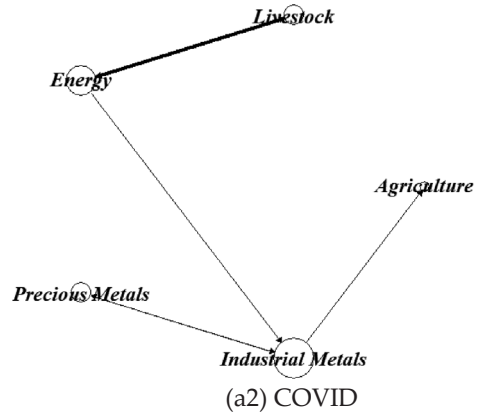 Livestock
Energy
Agriculture
Precious Metals
Industrial Metals
(a2) COVID